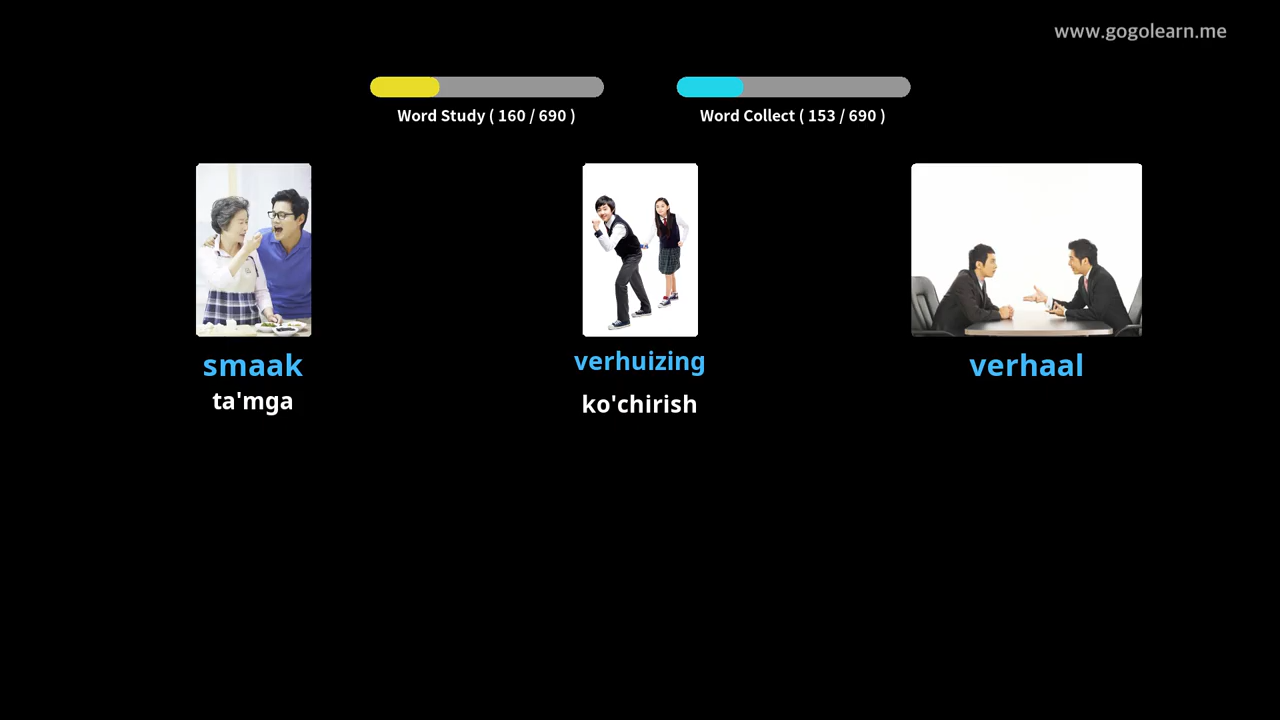 www.gogolearn.me
Word Study ( 160 / 690 )
Word Collect ( 153 / 690 )
smaak
ta'mga
verhuizing
ko'chirish
verhaal